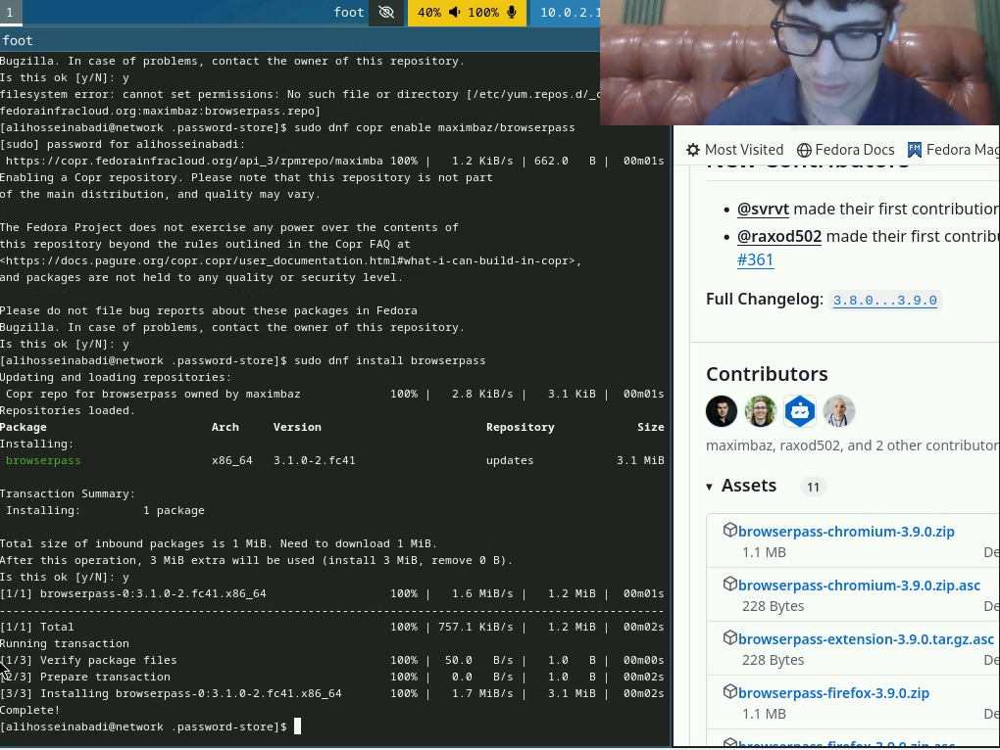 1
foot
40% 100%
10.0.2.1
foot
Bugzilla. In case of problems, contact the owner of this repository.
Is this ok [y/N]: y
filesystem error: cannot set permissions: No such file or directory [/etc/yum.repos.d/_c
fedorainfracloud.org:maximbaz:browserpass.repo]
[alihosseinabadi@network .password-store]$ sudo dnf copr enable maximbaz/browserpass
[sudo] password for alihosseinabadi:
https://copr.fedorainfracloud.org/api_3/rpmrepo/maximba 100% | 1.2 KiB/s | 662.0 B | 00m01s
Enabling a Copr repository. Please note that this repository is not part
of the main distribution, and quality may vary.
The Fedora Project does not exercise any power over the contents of
this repository beyond the rules outlined in the Copr FAQ at
<https://docs.pagure.org/copr.copr/user_documentation.html#what-i-can-build-in-copr>,
and packages are not held to any quality or security level.
Please do not file bug reports about these packages in Fedora
Bugzilla. In case of problems, contact the owner of this repository.
Is this ok [y/N]: y
[alihosseinabadi@network .password-store]$ sudo dnf install browserpass
Updating and loading repositories:
Copr repo for browserpass owned by maximbaz 100% | 2.8 KiB/s | 3.1 KiB | 00m01s
Repositories loaded.
Package Arch Version Repository Size
Installing:
browserpass x86_64 3.1.0-2.fc41 updates 3.1 MiB
Transaction Summary:
Installing: 1 package
Total size of inbound packages is 1 MiB. Need to download 1 MiB.
After this operation, 3 MiB extra will be used (install 3 MiB, remove 0 B).
Is this ok [y/N]: y
[1/1] browserpass-0:3.1.0-2.fc41.x86_64 100% | 1.6 MiB/s | 1.2 MiB | 00m01s
--------------------------------------------------------------------------------
[1/1] Total 100% | 757.1 KiB/s | 1.2 MiB | 00m02s
Running transaction
[1/3] Verify package files 100% | 50.0 B/s | 1.0 B | 00m00s
[2/3] Prepare transaction 100% | 0.0 B/s | 1.0 B | 00m02s
[3/3] Installing browserpass-0:3.1.0-2.fc41.x86_64 100% | 1.7 MiB/s | 3.1 MiB | 00m02s
Complete!
[alihosseinabadi@network .password-store]$
Most Visited Fedora Docs Fedora Mag
New Contributors
• @svrvt made their first contribution
• @raxod502 made their first contribu
#361
Full Changelog: 3.8.0...3.9.0
Contributors
maximbaz, raxod502, and 2 other contributor
Assets 11
browserpass-chromium-3.9.0.zip
1.1 MB De
browserpass-chromium-3.9.0.zip.asc
228 Bytes De
browserpass-extension-3.9.0.tar.gz.asc
228 Bytes De
browserpass-firefox-3.9.0.zip
1.1 MB De
browserpass-firefox-3.9.0.zip.asc